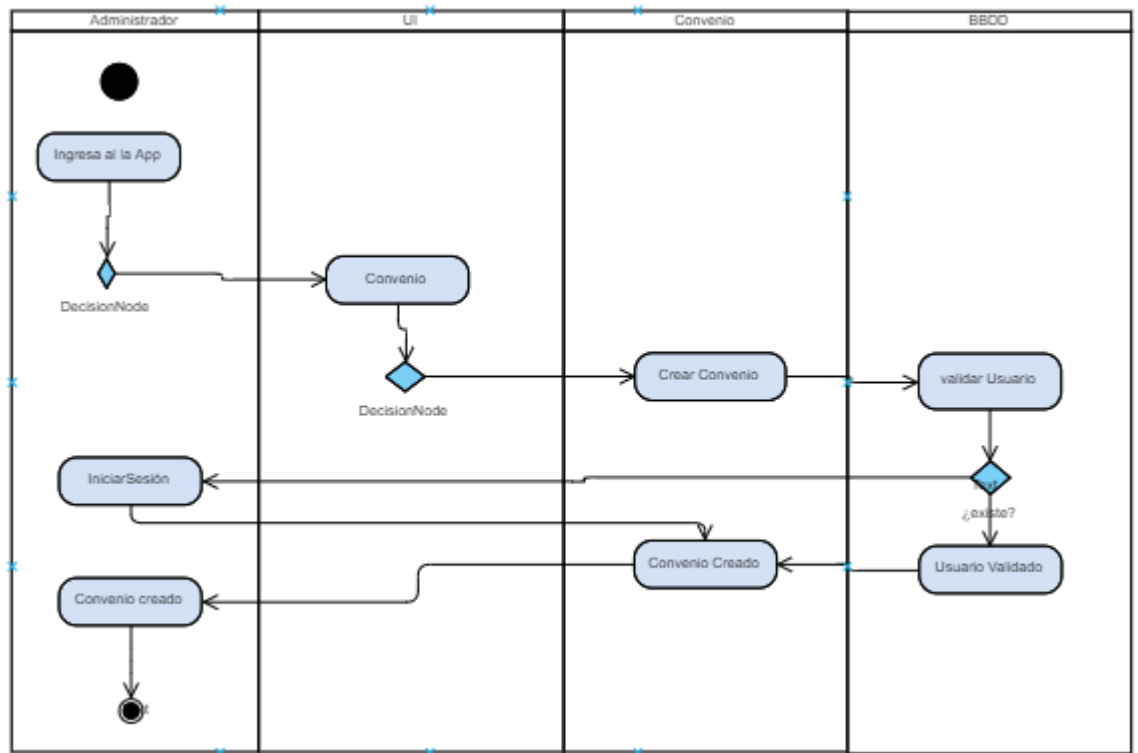 Administrador
UI
Convenio
BBDD
Ingresa al la App
DecisionNode
Convenio
DecisionNode
Crear Convenio
validar Usuario
IniciarSesión
¿existe?
Convenio Creado
Usuario Validado
Convenio creado